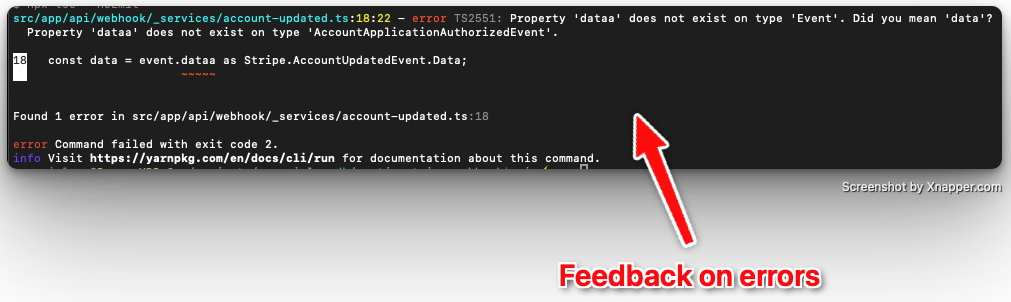 src/app/api/webhook/_services/account-updated.ts:18:22 - error TS2551: Property 'dataa' does not exist on type 'Event'. Did you mean 'data'?
Property 'dataa' does not exist on type 'AccountApplicationAuthorizedEvent'.
18 const data = event.dataa as Stripe.AccountUpdatedEvent.Data;
~~~~~
Found 1 error in src/app/api/webhook/_services/account-updated.ts:18
error Command failed with exit code 2.
info Visit https://yarnpkg.com/en/docs/cli/run for documentation about this command.
Screenshot by Xnapper.com
Feedback on errors